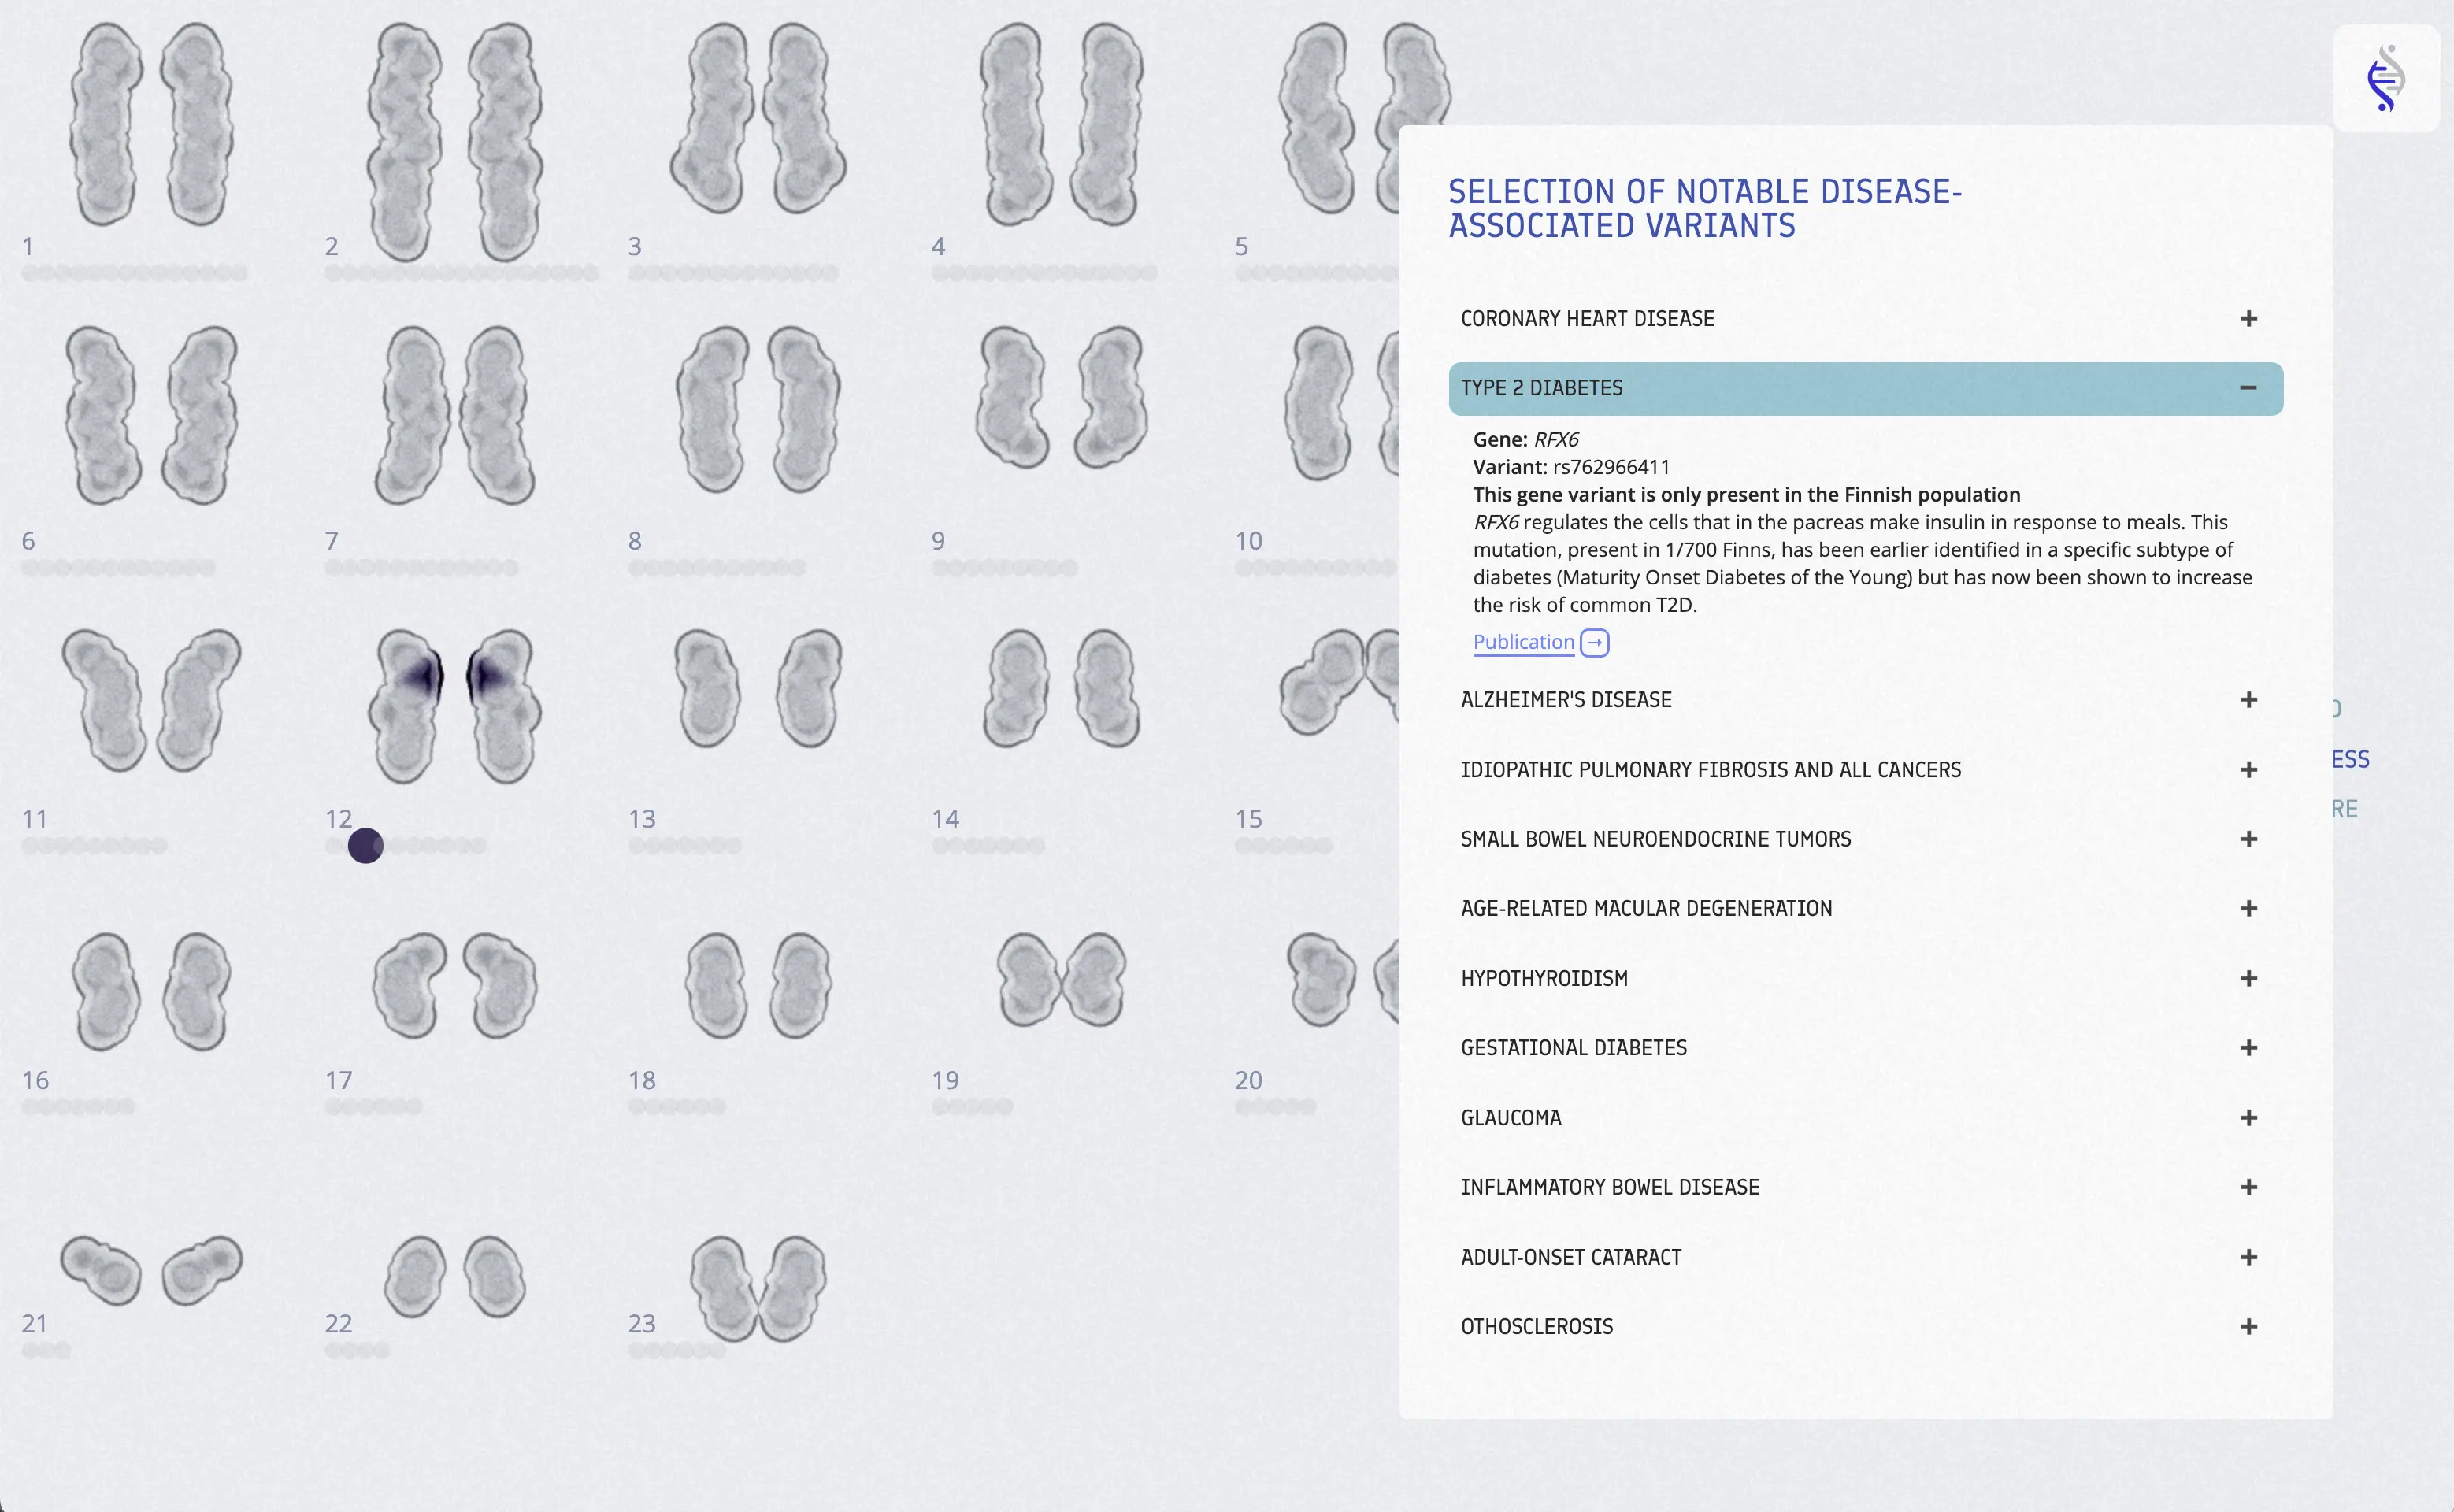 1
2
3
4
5
6
7
8
9
10
11
12
13
14
15
16
17
18
19
20
21
22
23
SELECTION OF NOTABLE DISEASE-
ASSOCIATED VARIANTS
CORONARY HEART DISEASE
TYPE 2 DIABETES
Gene: RFX6
Variant: rs762966411
This gene variant is only present in the Finnish population
RFX6 regulates the cells that in the pacreas make insulin in response to meals. This
mutation, present in 1/700 Finns, has been earlier identified in a specific subtype of
diabetes (Maturity Onset Diabetes of the Young) but has now been shown to increase
the risk of common T2D.
Publication
ALZHEIMER'S DISEASE
IDIOPATHIC PULMONARY FIBROSIS AND ALL CANCERS
SMALL BOWEL NEUROENDOCRINE TUMORS
AGE-RELATED MACULAR DEGENERATION
HYPOTHYROIDISM
GESTATIONAL DIABETES
GLAUCOMA
INFLAMMATORY BOWEL DISEASE
ADULT-ONSET CATARACT
OTHOSCLEROSIS
ESS
RE